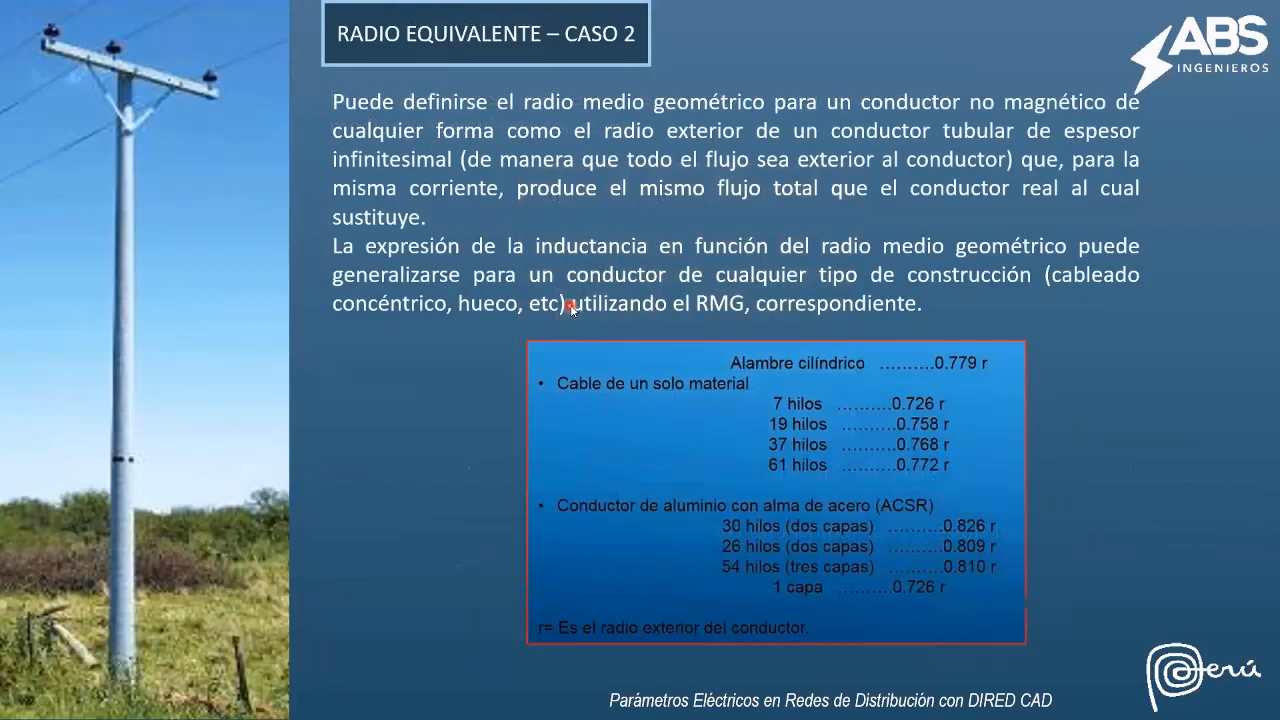 RADIO EQUIVALENTE – CASO 2
ABS
INGENIEROS
Puede definirse el radio medio geométrico para un conductor no magnético de
cualquier forma como el radio exterior de un conductor tubular de espesor
infinitesimal (de manera que todo el flujo sea exterior al conductor) que, para la
misma corriente, produce el mismo flujo total que el conductor real al cual
sustituye.
La expresión de la inductancia en función del radio medio geométrico puede
generalizarse para un conductor de cualquier tipo de construcción (cableado
concéntrico, hueco, etc) utilizando el RMG, correspondiente.
Alambre cilíndrico ……….0.779 r
• Cable de un solo material
7 hilos ……….0.726 r
19 hilos ……….0.758 r
37 hilos ……….0.768 r
61 hilos ……….0.772 r
• Conductor de aluminio con alma de acero (ACSR)
30 hilos (dos capas) ……….0.826 r
26 hilos (dos capas) ……….0.809 r
54 hilos (tres capas) ……….0.810 r
1 capa ……….0.726 r
r= Es el radio exterior del conductor.
Perú
Parámetros Eléctricos en Redes de Distribución con DIRED CAD